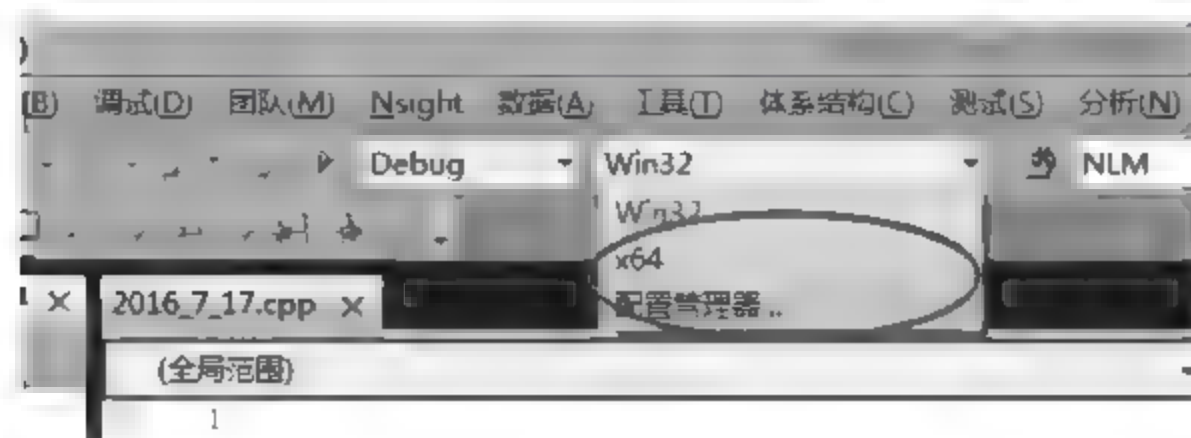 (B) 调试(D) 团队(M) Nsight 数据(A) 工具(T) 体系结构(C) 测试(S) 分析(N)
Debug Win32 NLM
Win32
x64
配置管理器..
2016_7_17.cpp
(全局范围)
1